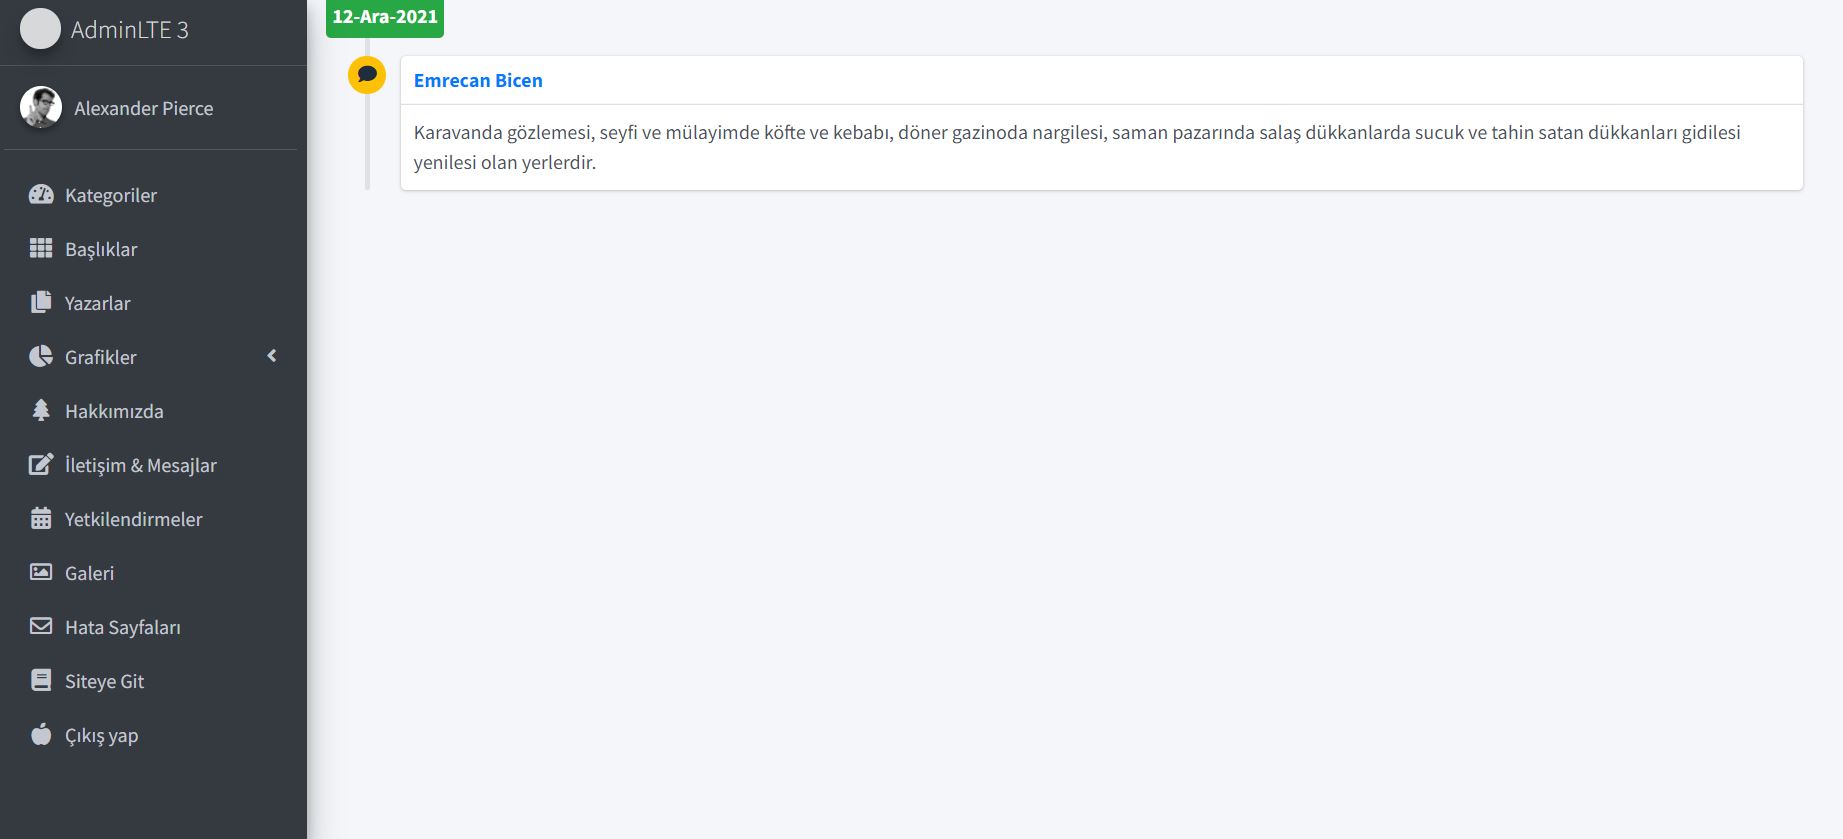 AdminLTE 3
Alexander Pierce
Kategoriler
Başlıklar
Yazarlar
Grafikler
Hakkımızda
İletişim & Mesajlar
Yetkilendirmeler
Galeri
Hata Sayfaları
Siteye Git
Çıkış yap
12-Ara-2021
Emrecan Bicen
Karavanda gözlemesi, seyfi ve mülayimde köfte ve kebabı, döner gazinoda nargilesi, saman pazarında salaş dükkanlarda sucuk ve tahin satan dükkanları gidilesi
yenilesi olan yerlerdir.